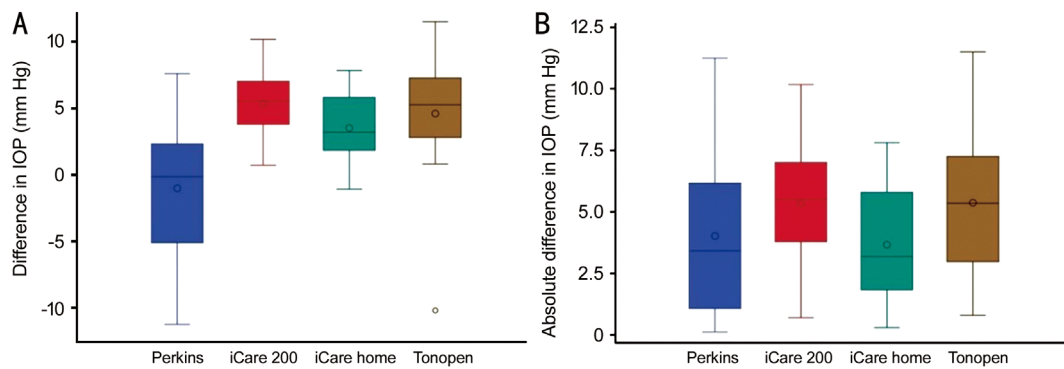 A
Difference in IOP (mm Hg)
10
5
0
-5
-10
Perkins iCare 200 iCare home Tonopen
B
Absolute difference in IOP (mm Hg)
12.5
10.0
7.5
5.0
2.5
0
Perkins iCare 200 iCare home Tonopen